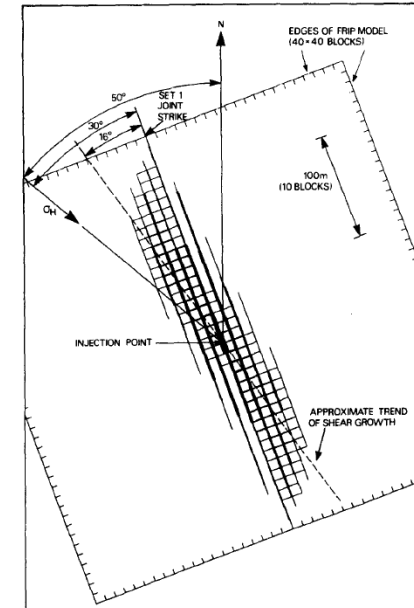 N
EDGES OF FRIP MODEL
(40×40 BLOCKS)
50°
SET 1
JOINT
STRIKE
30°
16°
100m
(10 BLOCKS)
σH
INJECTION POINT
APPROXIMATE TREND
OF SHEAR GROWTH